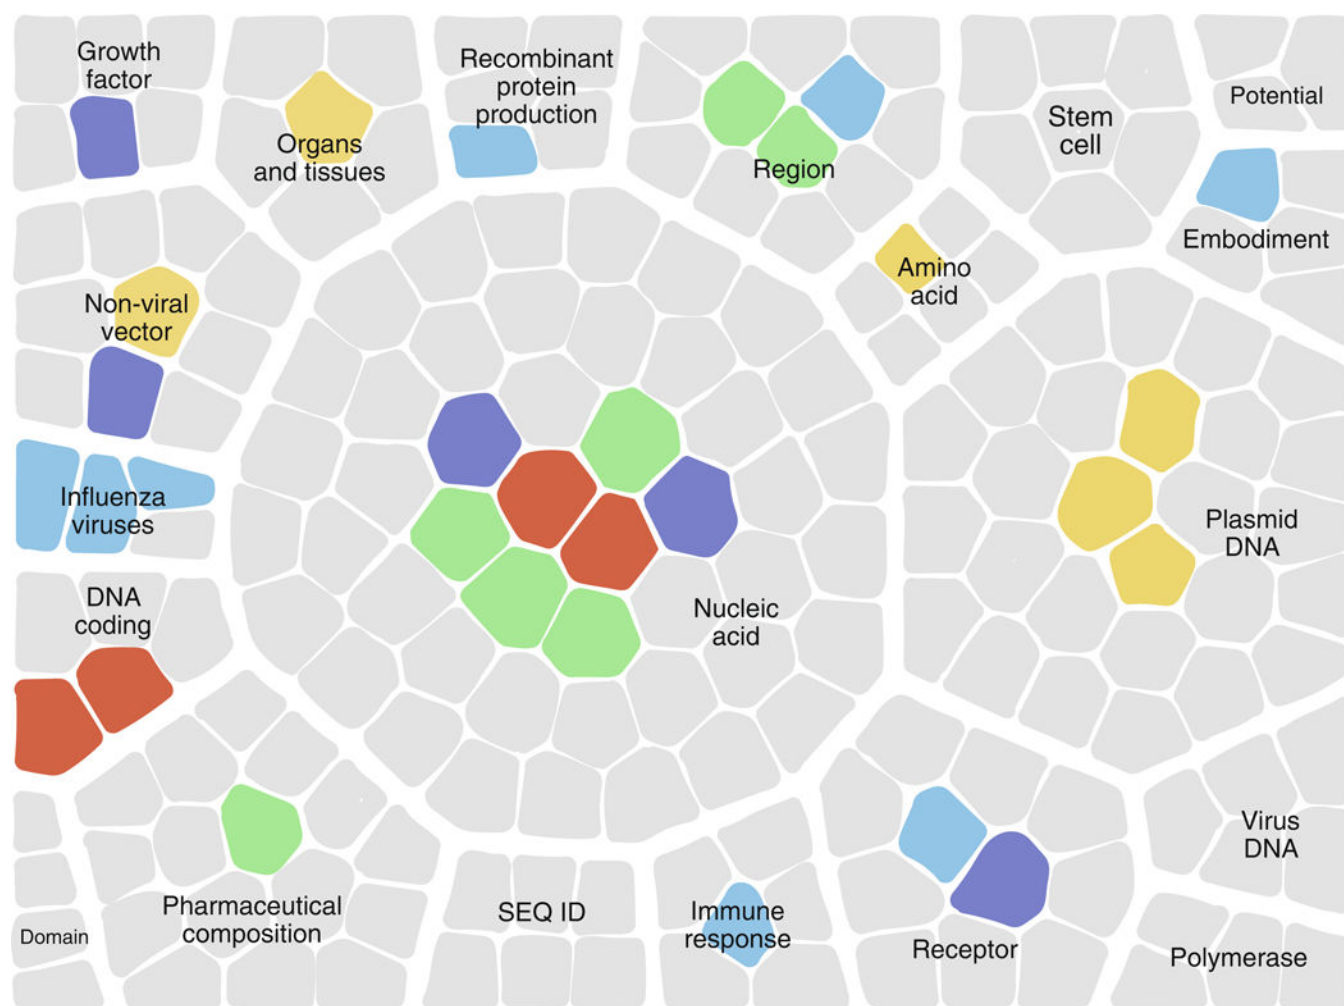 Growth
factor
Organs
and tissues
Recombinant
protein
production
Region
Stem
cell
Potential
Embodiment
Amino
acid
Non-viral
vector
Influenza
viruses
Plasmid
DNA
DNA
coding
Nucleic
acid
Virus
DNA
Pharmaceutical
composition
SEQ ID
Immune
response
Receptor
Domain
Polymerase